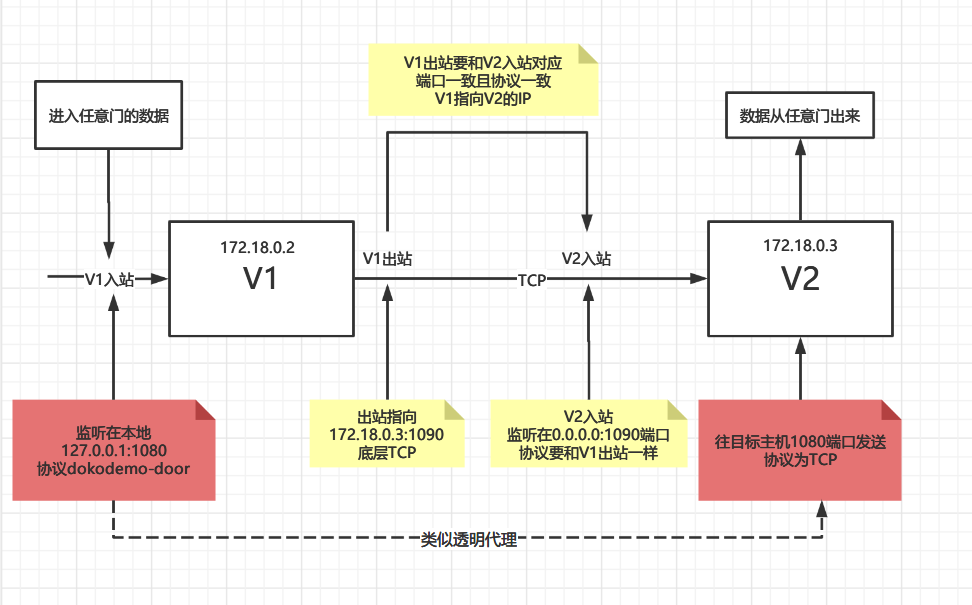 V1出站要和V2入站对应
端口一致且协议一致
V1指向V2的IP
进入任意门的数据
数据从任意门出来
172.18.0.2
V1
V1入站
V1出站
V2入站
TCP
172.18.0.3
V2
监听在本地
127.0.0.1:1080
协议dokodemo-door
出站指向
172.18.0.3:1090
底层TCP
V2入站
监听在0.0.0.0:1090端口
协议要和V1出站一样
往目标主机1080端口发送
协议为TCP
类似透明代理